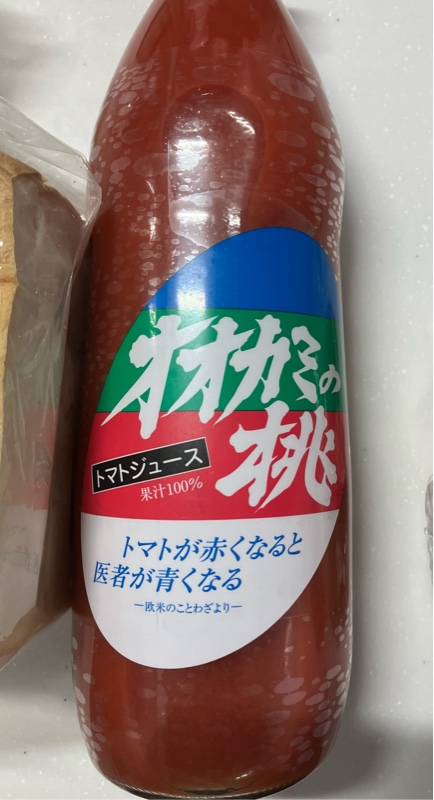 オオカミの
桃
トマトジュース
果汁100%
トマトが赤くなると
医者が青くなる
―欧米のことわざより―